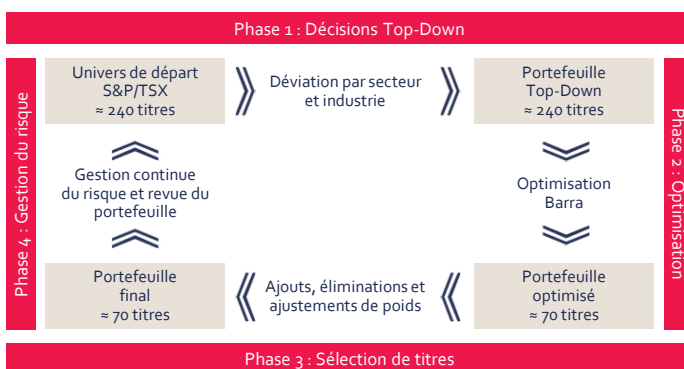 Phase 1 : Décisions Top-Down
Univers de départ
S&P/TSX
≈ 240 titres
Déviation par secteur
et industrie
Portefeuille
Top-Down
≈ 240 titres
Phase 2 : Optimisation
Optimisation
Barra
Portefeuille
optimisé
≈ 70 titres
Phase 3 : Sélection de titres
Ajouts, éliminations et
ajustements de poids
Portefeuille
final
≈ 70 titres
Phase 4 : Gestion du risque
Gestion continue
du risque et revue du
portefeuille